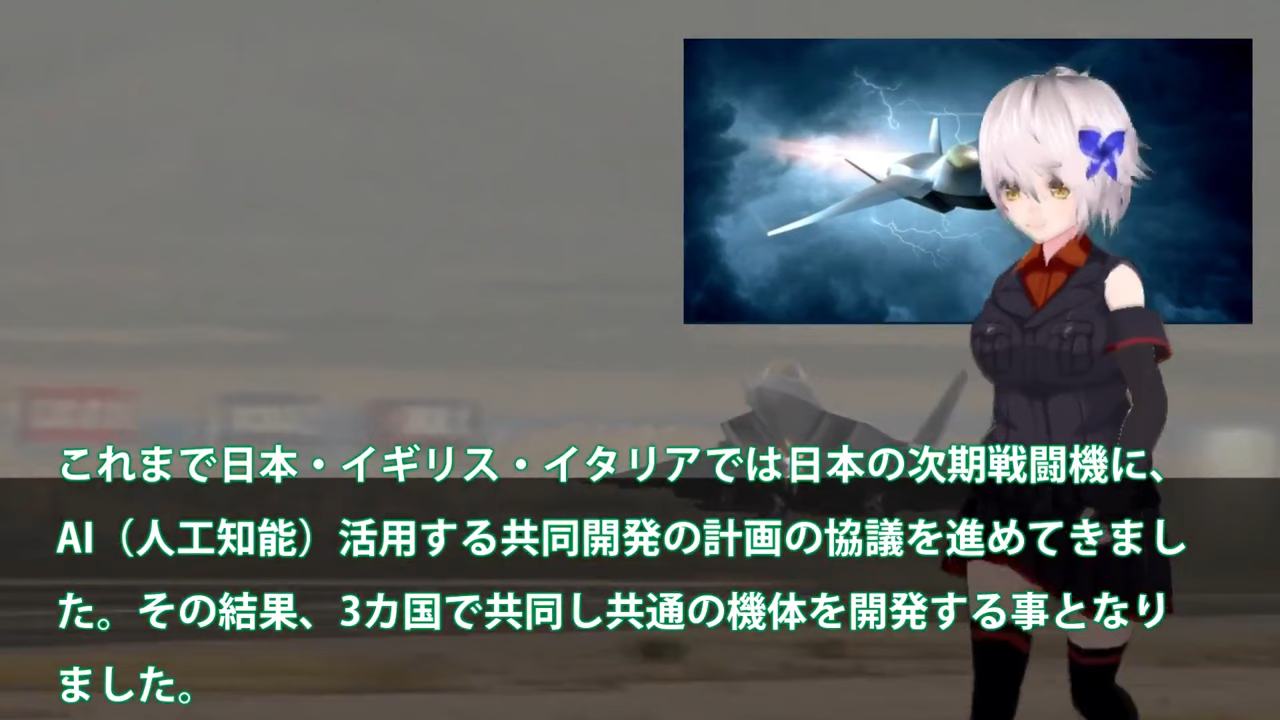 これまで日本・イギリス・イタリアでは日本の次期戦闘機に、
AI（人工知能）活用する共同開発の計画の協議を進めてきまし
た。その結果、3カ国で共同し共通の機体を開発する事となり
ました。